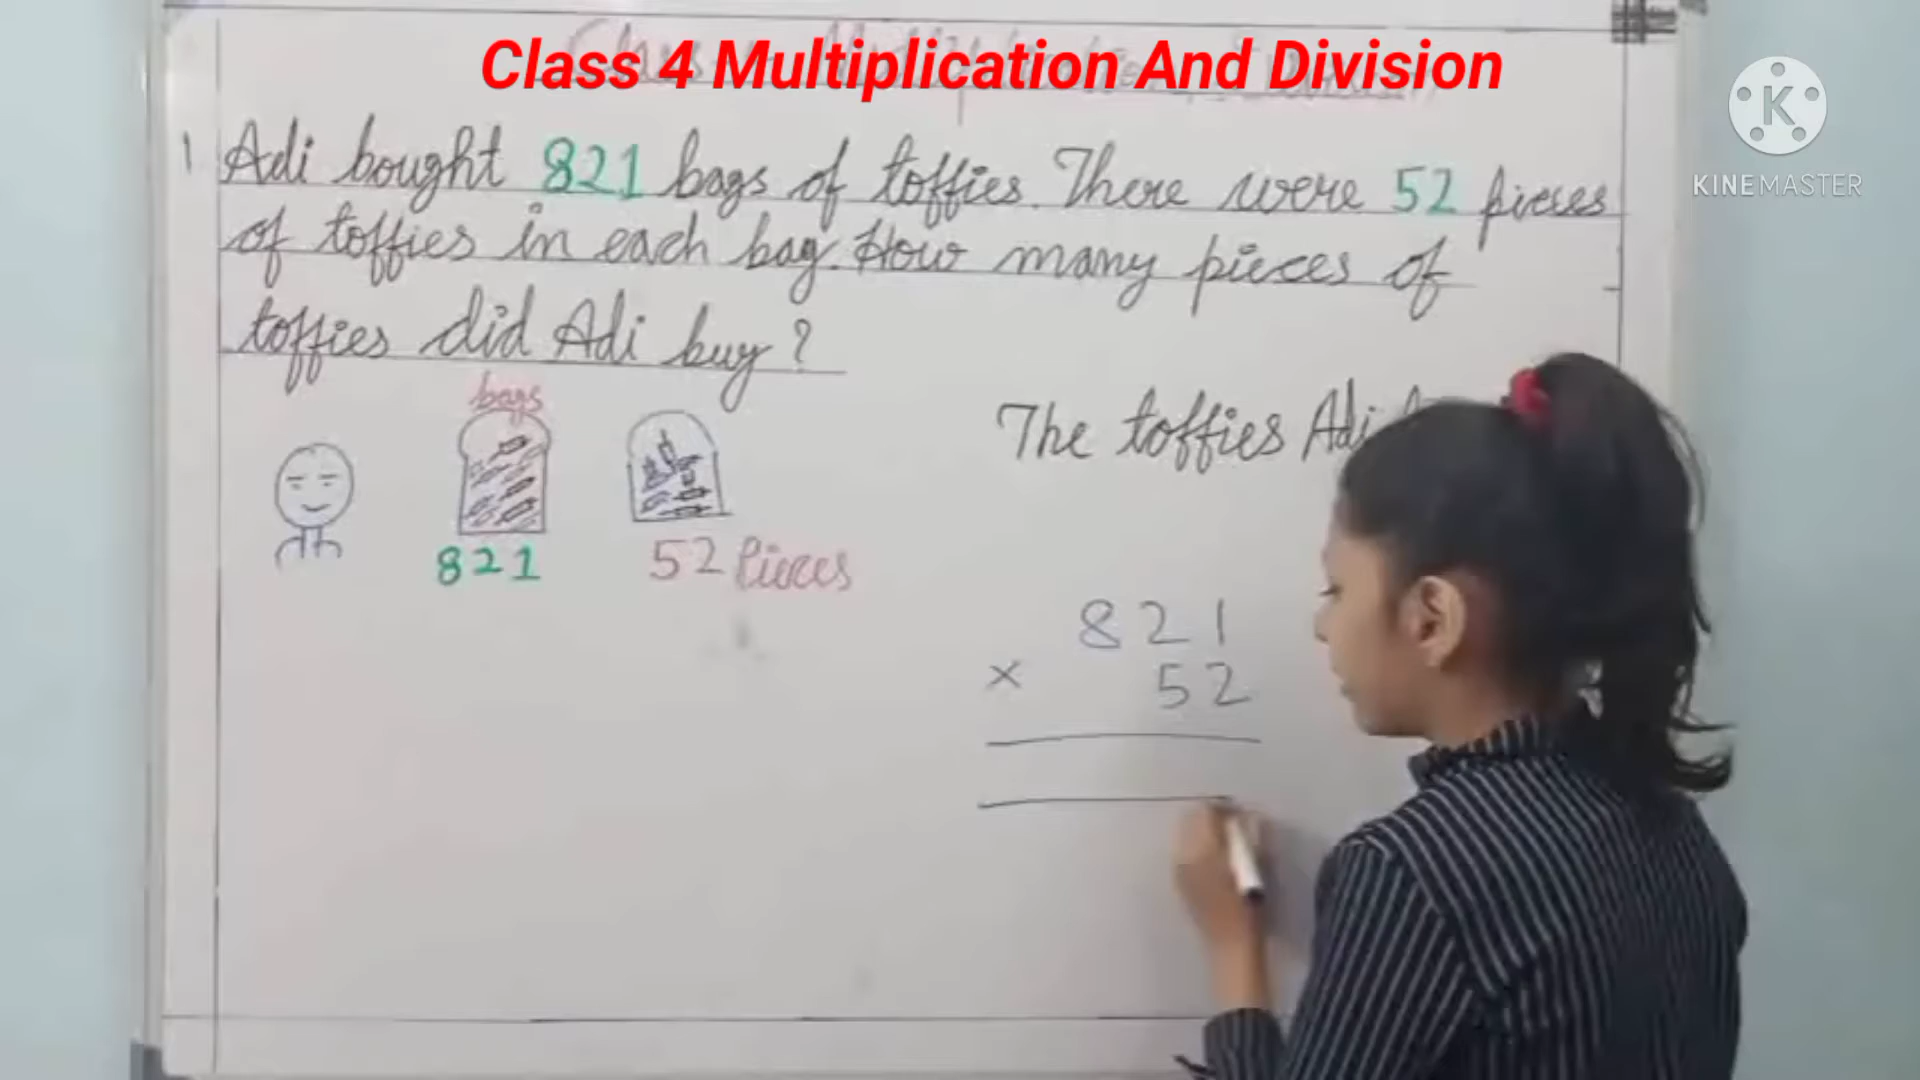 Class 4 Multiplication And Division
KINEMASTER
1 Adi bought 821 bags of toffies. There were 52 pieces
of toffies in each bag. How many pieces of
toffies did Adi buy?
bags
821
52 Pieces
The toffies Adi
821
× 52